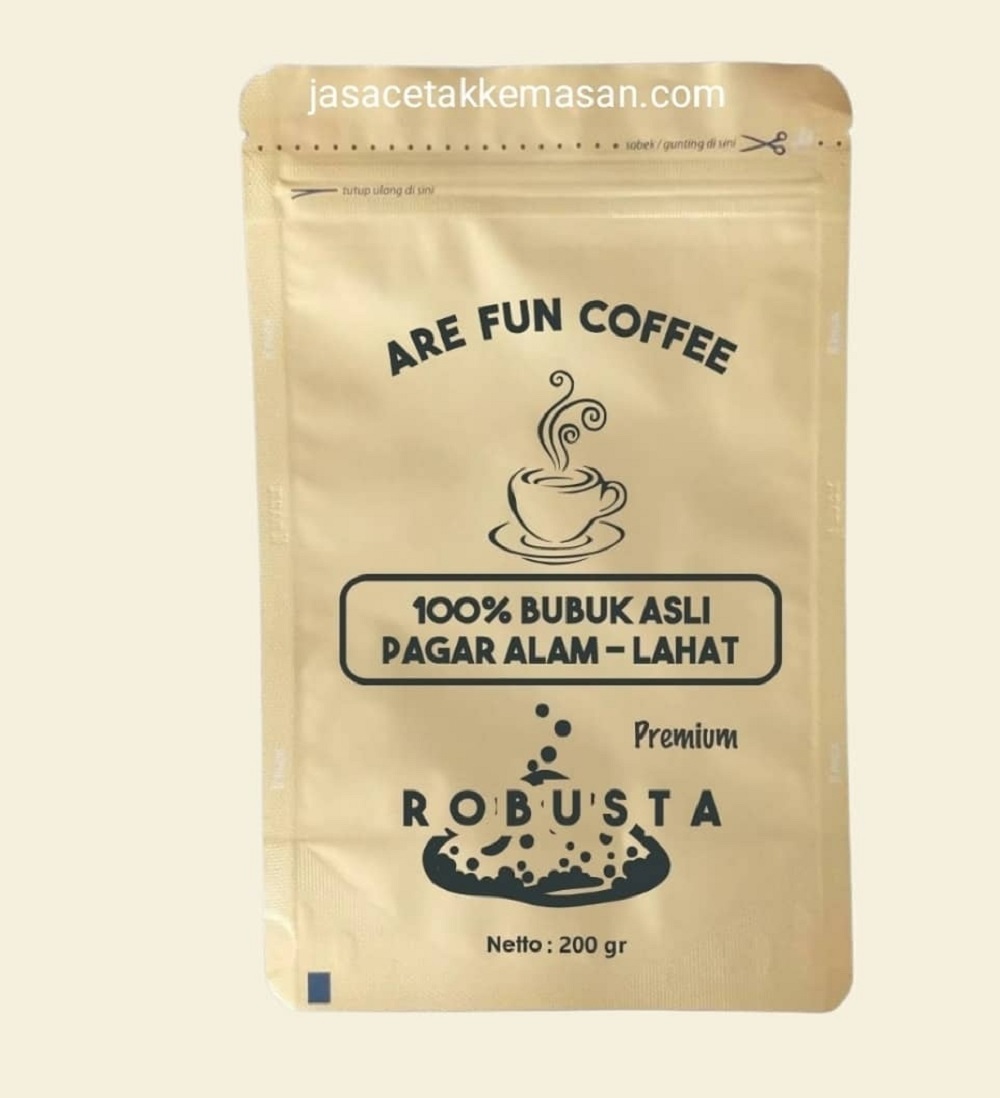 jasacetakkemasan.com
sobek / gunting di sini
tutup ulang di sini
ARE FUN COFFEE
100% BUBUK ASLI
PAGAR ALAM – LAHAT
Premium
ROBUSTA
Netto : 200 gr